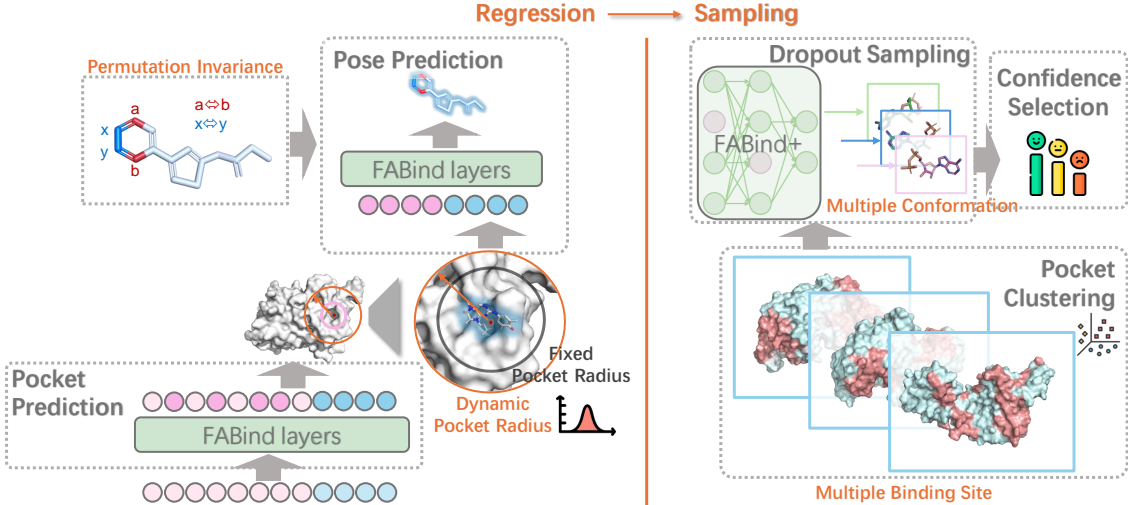 Regression
Sampling
Permutation Invariance
a
a⇔b
x⇔y
x
y
b
Pose Prediction
FABind layers
Fixed
Pocket Radius
Dynamic
Pocket Radius
Pocket
Prediction
FABind layers
Dropout Sampling
FABind+
Multiple Conformation
Confidence
Selection
Pocket
Clustering
Multiple Binding Site